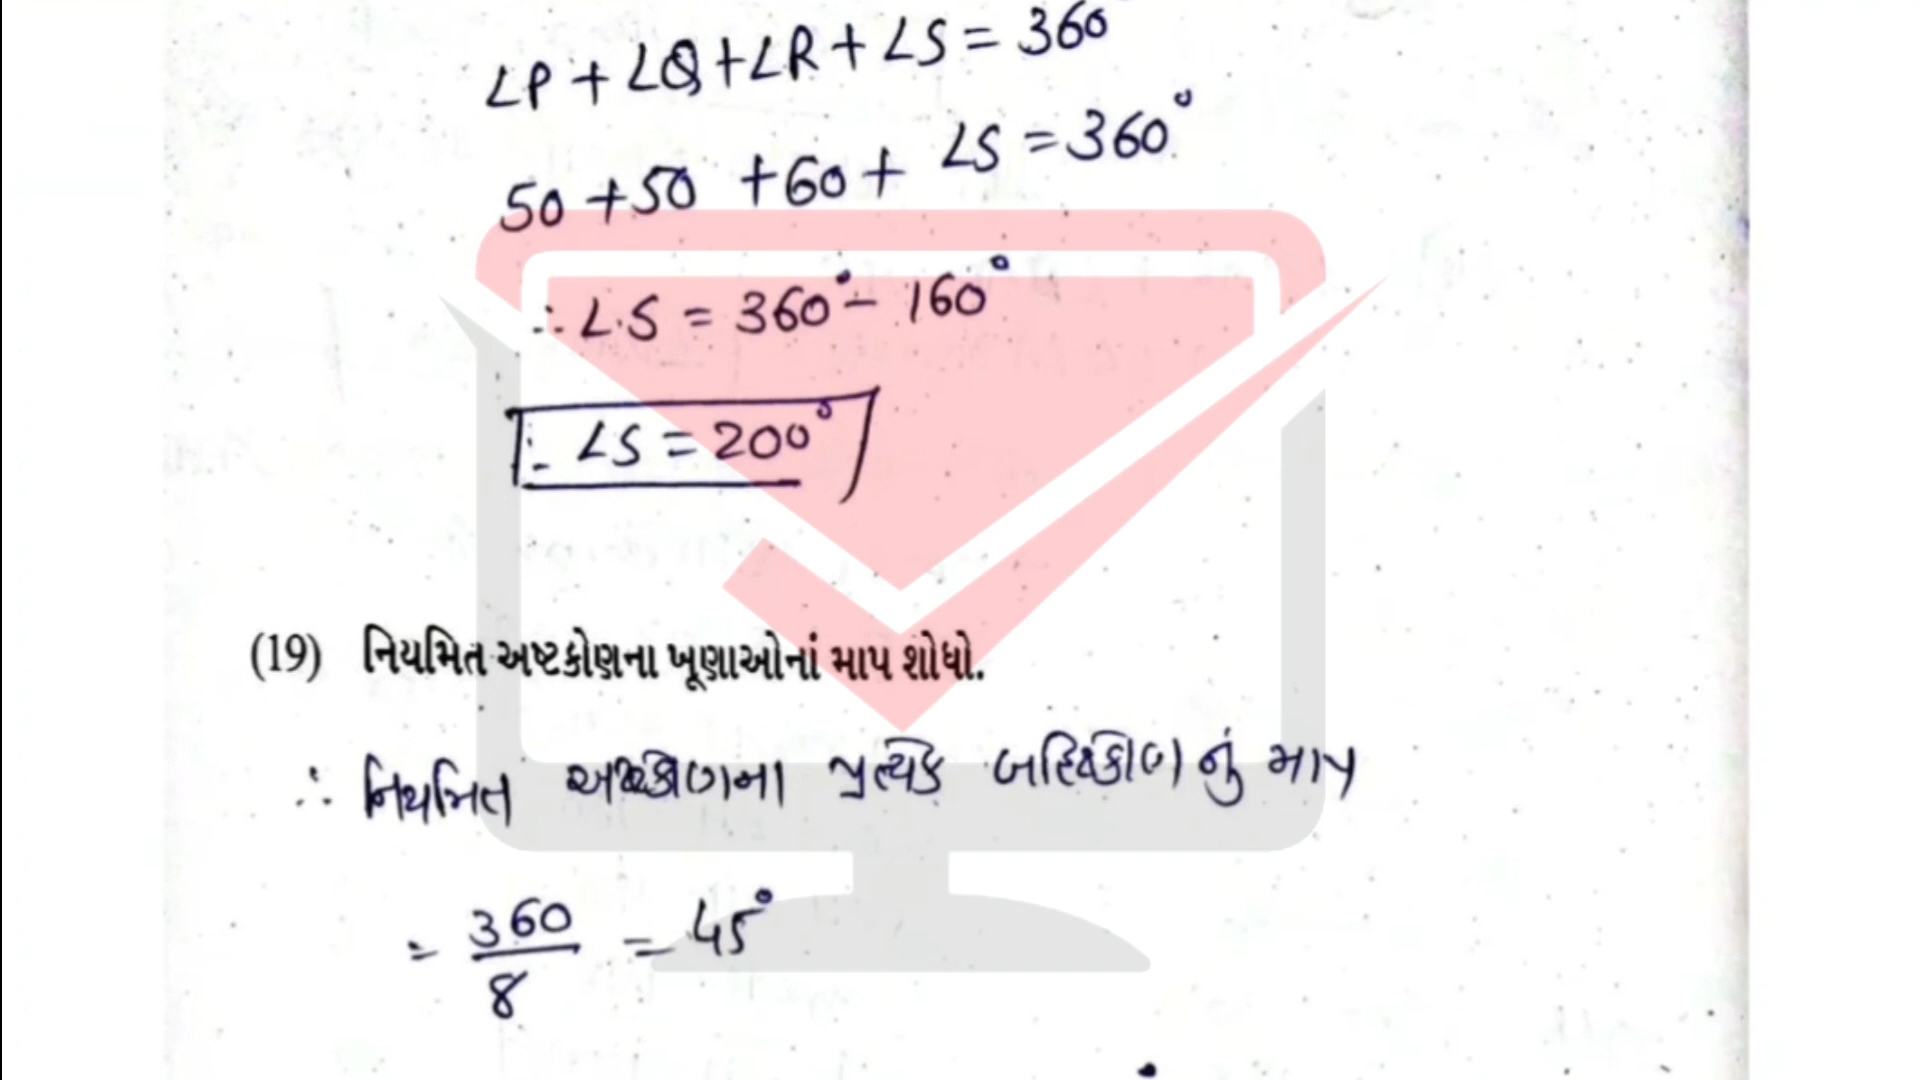 ∠P + ∠Q + ∠R + ∠S = 360°
50 + 50 + 60 + ∠S = 360°
∴ ∠S = 360° - 160°
∴ ∠S = 200°
(19) નિયમિત અષ્ટકોણના ખૂણાઓનાં માપ શોધો.
∴ નિયમિત અષ્ટકોણના પ્રત્યેક બહિષ્કોણ નું માપ
= 360/8 = 45°